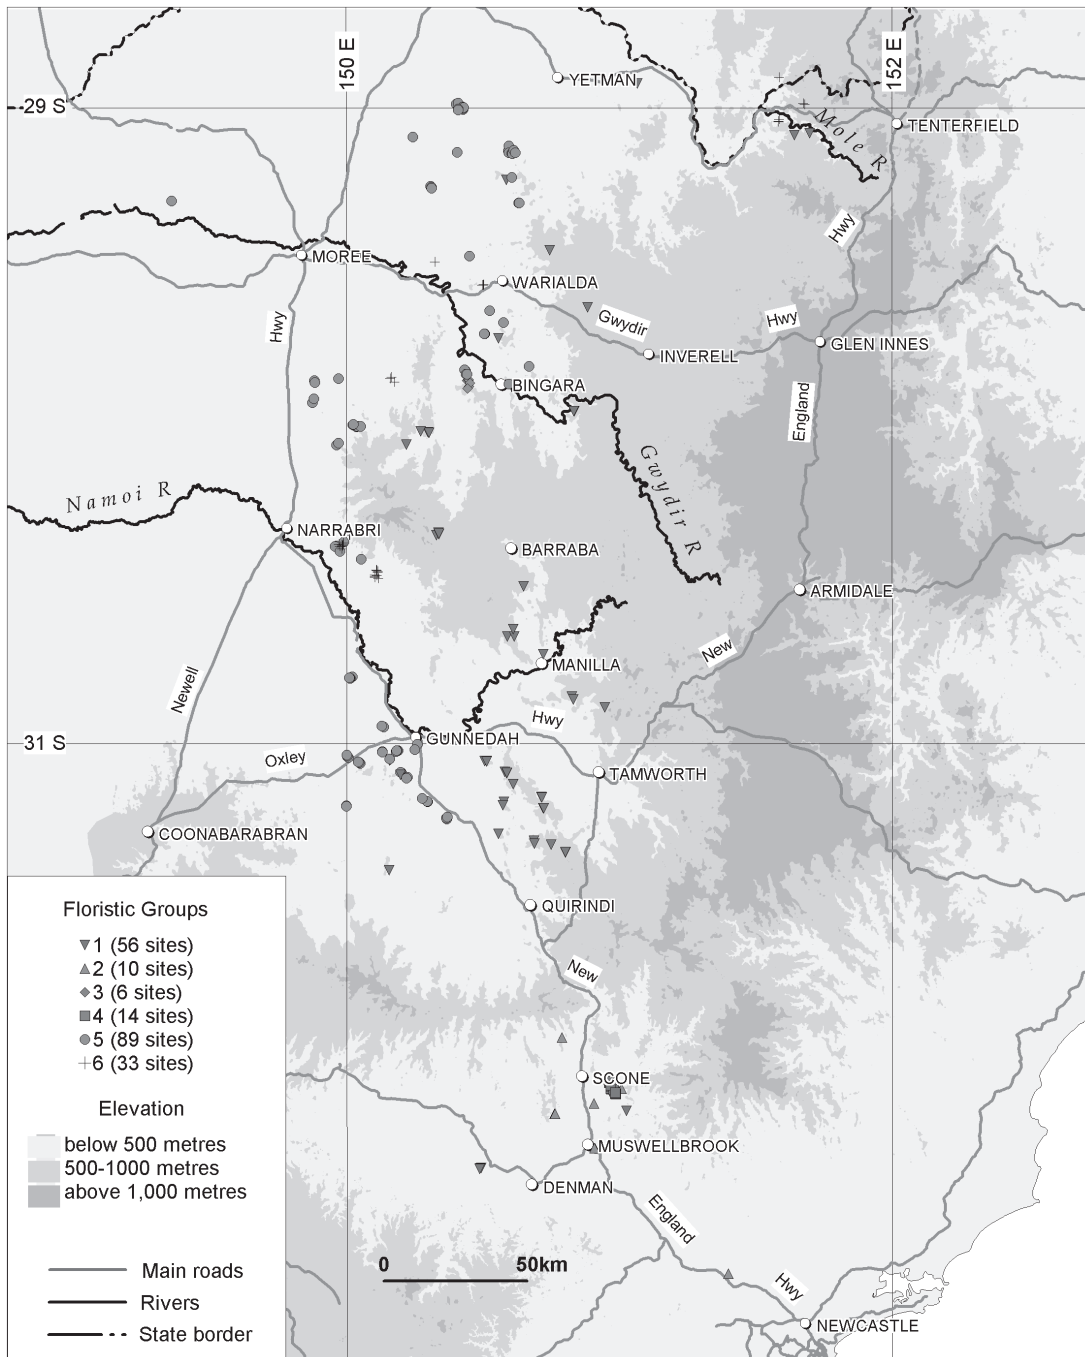 150 E
152 E
YETMAN
29 S
Mole R
TENTERFIELD
Hwy
MOREE
WARIALDA
Hwy
Gwydir
Hwy
INVERELL
GLEN INNES
BINGARA
England
Gwydir R
Namoi R
NARRABRI
BARRABA
ARMIDALE
New
MANILLA
Newell
Hwy
GUNNEDAH
31 S
Oxley
TAMWORTH
COONABARABRAN
QUIRINDI
New
SCONE
MUSWELLBROOK
DENMAN
England
Hwy
NEWCASTLE
0 50km
Floristic Groups
1 (56 sites)
2 (10 sites)
3 (6 sites)
4 (14 sites)
5 (89 sites)
6 (33 sites)
Elevation
below 500 metres
500-1000 metres
above 1,000 metres
Main roads
Rivers
State border